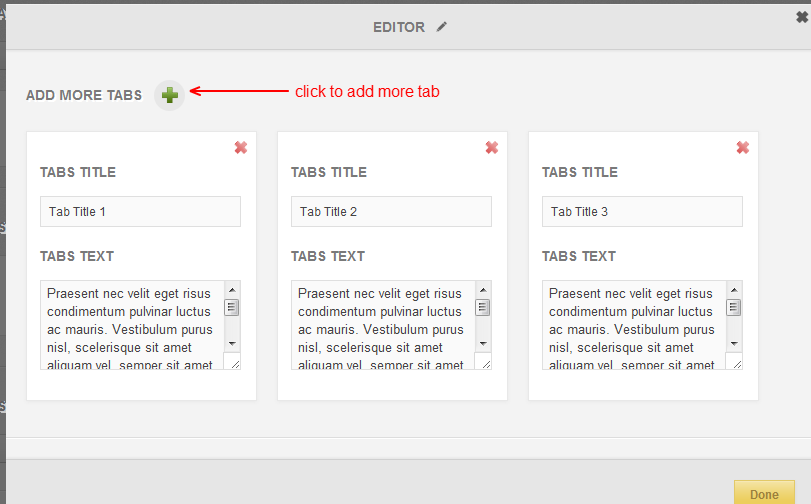 EDITOR
ADD MORE TABS
click to add more tab
TABS TITLE
Tab Title 1
TABS TEXT
Praesent nec velit eget risus
condimentum pulvinar luctus
ac mauris. Vestibulum purus
nisl, scelerisque sit amet
aliquam vel, semper sit amet
TABS TITLE
Tab Title 2
TABS TEXT
Praesent nec velit eget risus
condimentum pulvinar luctus
ac mauris. Vestibulum purus
nisl, scelerisque sit amet
aliquam vel, semper sit amet
TABS TITLE
Tab Title 3
TABS TEXT
Praesent nec velit eget risus
condimentum pulvinar luctus
ac mauris. Vestibulum purus
nisl, scelerisque sit amet
aliquam vel, semper sit amet
Done